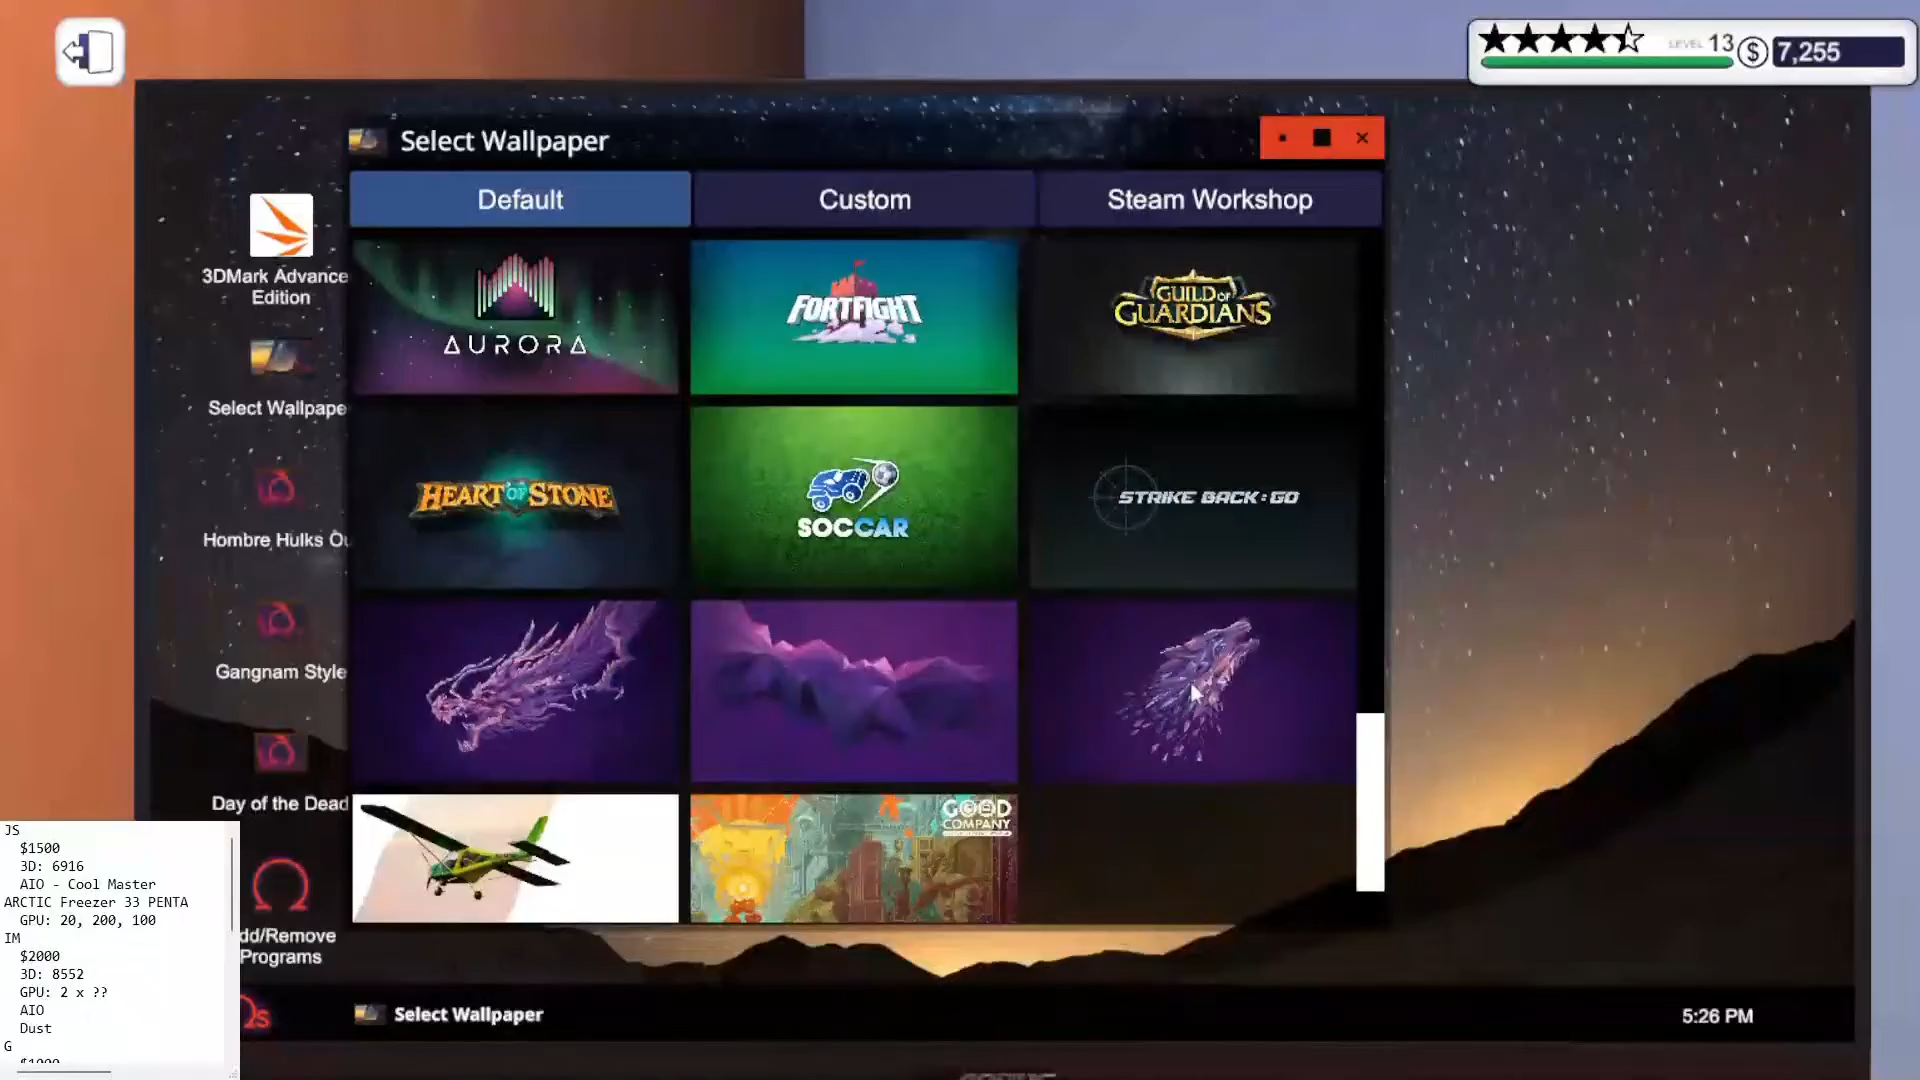 LEVEL 13
$ 7,255
Select Wallpaper
Default
Custom
Steam Workshop
3DMark Advance
Edition
AURORA
FORTFIGHT
GUILD OF
GUARDIANS
Select Wallpape
HEART OF STONE
SOCCAR
STRIKE BACK:GO
Hombre Hulks Ou
Gangnam Style
Day of the Dead
GOOD
COMPANY
dd/Remove
Programs
JS
$1500
3D: 6916
AIO - Cool Master
ARCTIC Freezer 33 PENTA
GPU: 20, 200, 100
IM
$2000
3D: 8552
GPU: 2 x ??
AIO
Dust
G
$1000
Ωs
Select Wallpaper
5:26 PM